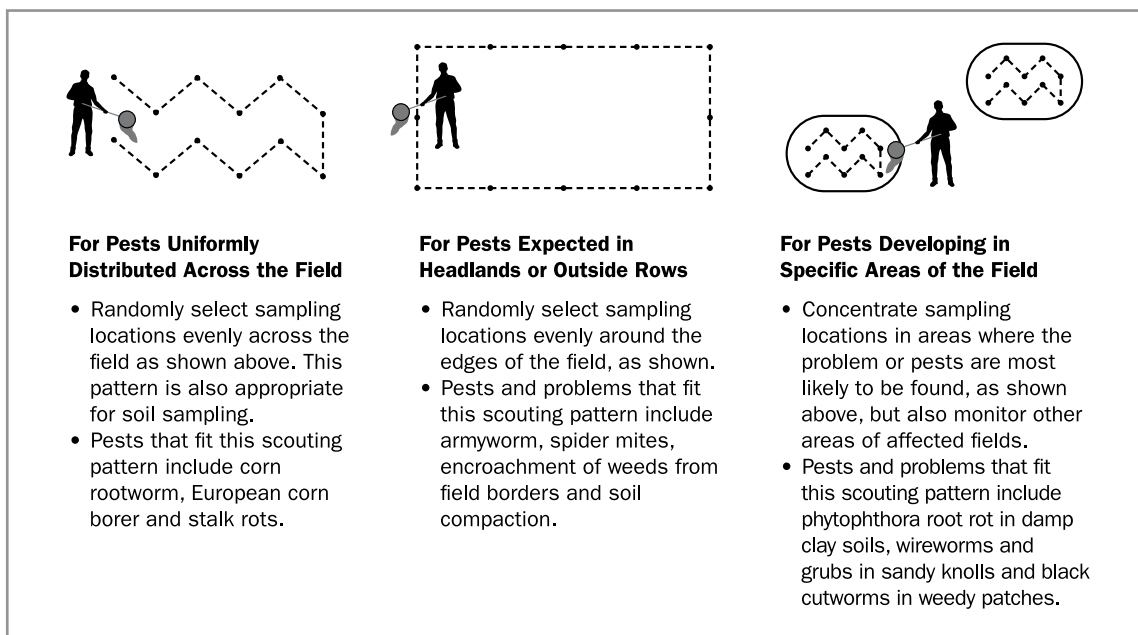 For Pests Uniformly
Distributed Across the Field
• Randomly select sampling
locations evenly across the
field as shown above. This
pattern is also appropriate
for soil sampling.
• Pests that fit this scouting
pattern include corn
rootworm, European corn
borer and stalk rots.
For Pests Expected in
Headlands or Outside Rows
• Randomly select sampling
locations evenly around the
edges of the field, as shown.
• Pests and problems that fit
this scouting pattern include
armyworm, spider mites,
encroachment of weeds from
field borders and soil
compaction.
For Pests Developing in
Specific Areas of the Field
• Concentrate sampling
locations in areas where the
problem or pests are most
likely to be found, as shown
above, but also monitor other
areas of affected fields.
• Pests and problems that fit
this scouting pattern include
phytophthora root rot in damp
clay soils, wireworms and
grubs in sandy knolls and black
cutworms in weedy patches.